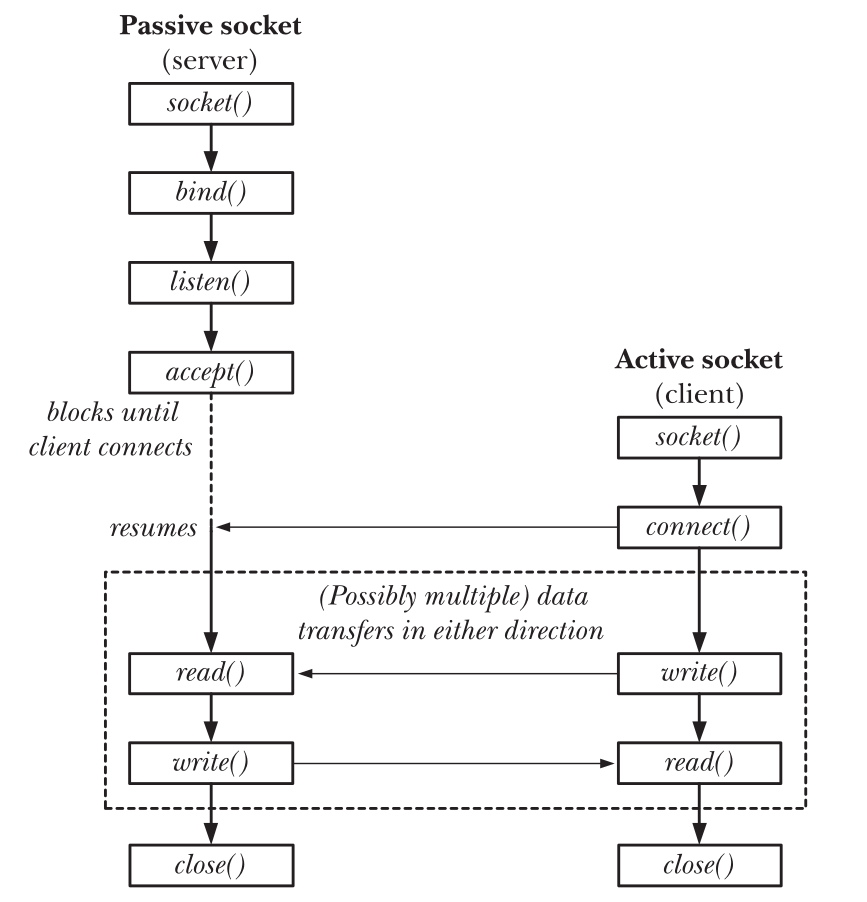 Passive socket
(server)
socket()
bind()
listen()
accept()
blocks until
client connects
resumes
Active socket
(client)
socket()
connect()
(Possibly multiple) data
transfers in either direction
read()
write()
write()
read()
close()
close()